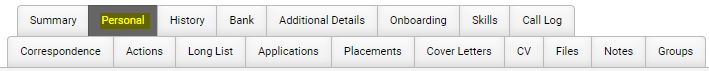 Summary Personal History Bank Additional Details Onboarding Skills Call Log
Correspondence Actions Long List Applications Placements Cover Letters CV Files Notes Groups